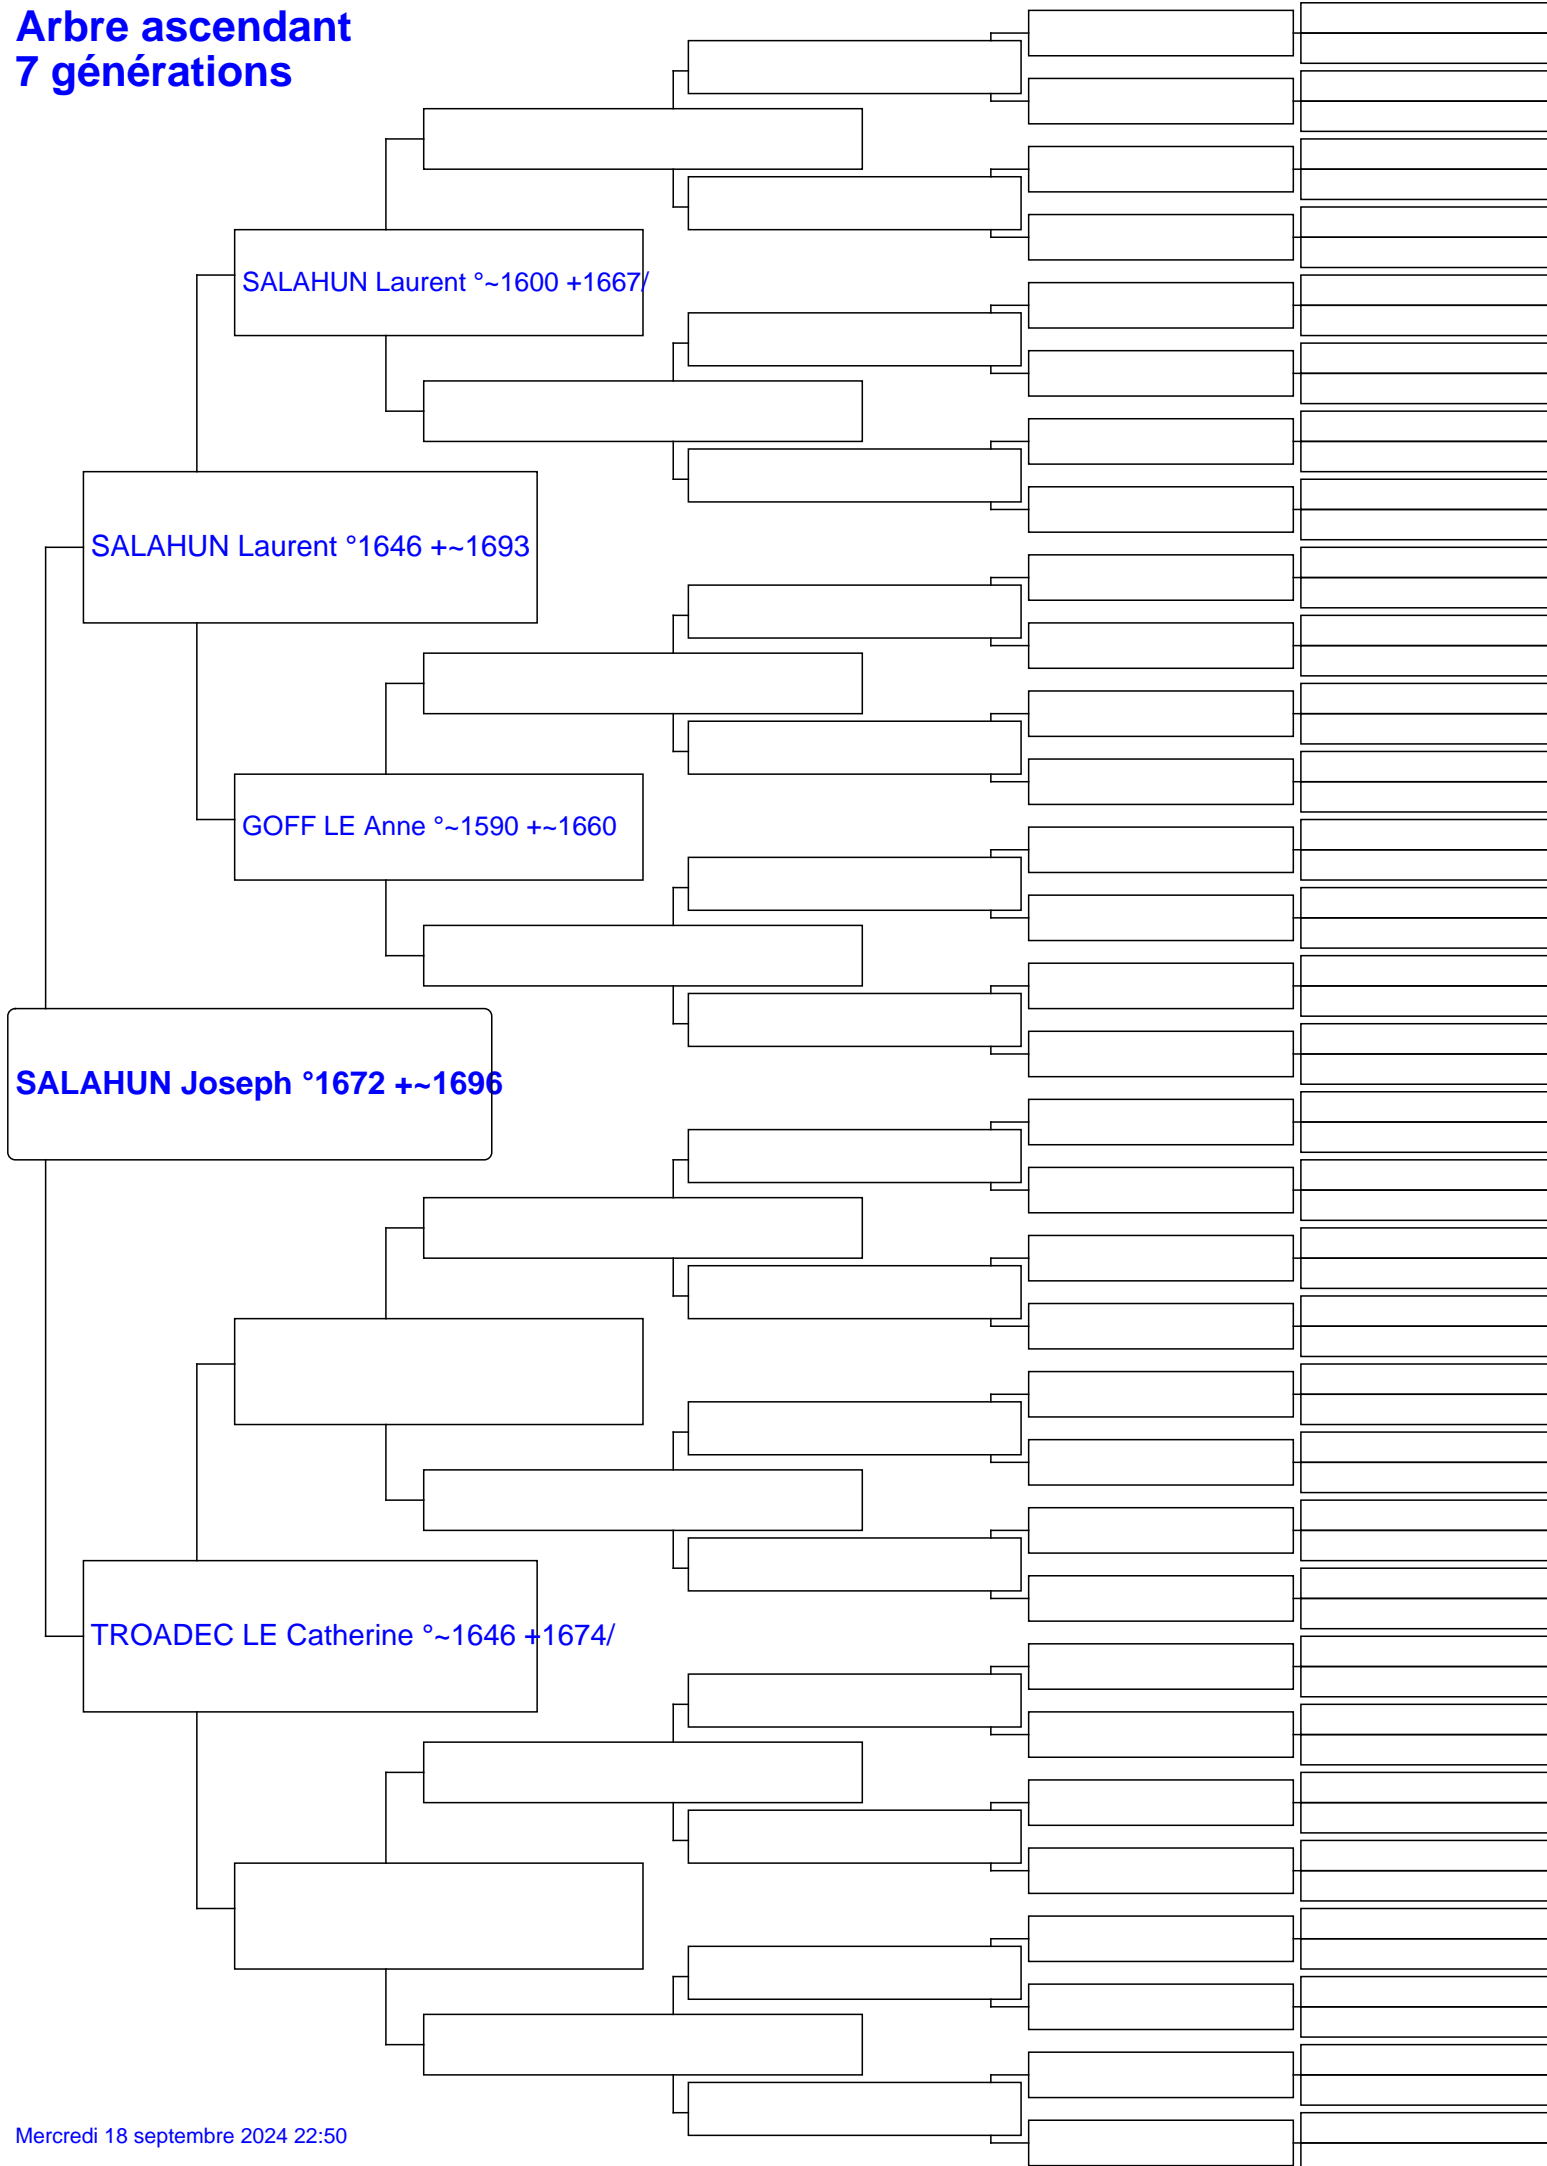 Arbre ascendant
7 générations
SALAHUN Laurent °~1600 +1667/
SALAHUN Laurent °1646 +~1693
GOFF LE Anne °~1590 +~1660
SALAHUN Joseph °1672 +~1696
TROADEC LE Catherine °~1646 +1674/
Mercredi 18 septembre 2024 22:50